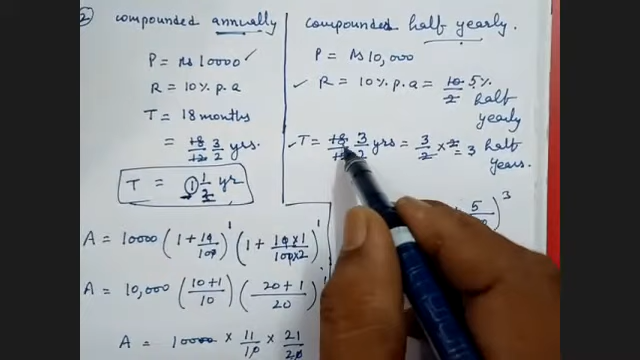 2 compounded annually
P = Rs 10000 ✓
R = 10% p.a
T = 18 months
= 18/12 3/2 yrs.
T = 1 1/2 yr
A = 10000 (1 + 10/100)^1 (1 + 10×1/100×2)^1
A = 10,000 (10+1/10) (20+1/20)^1
A = 10000 × 11/10 × 21/20
compounded half yearly.
P = Rs 10,000
✓ R = 10% p.a = 10/2 5% half yearly
✓ T = 18/12 3/2 yrs = 3/2 × 2 = 3 half years.
+ 5/ )^3